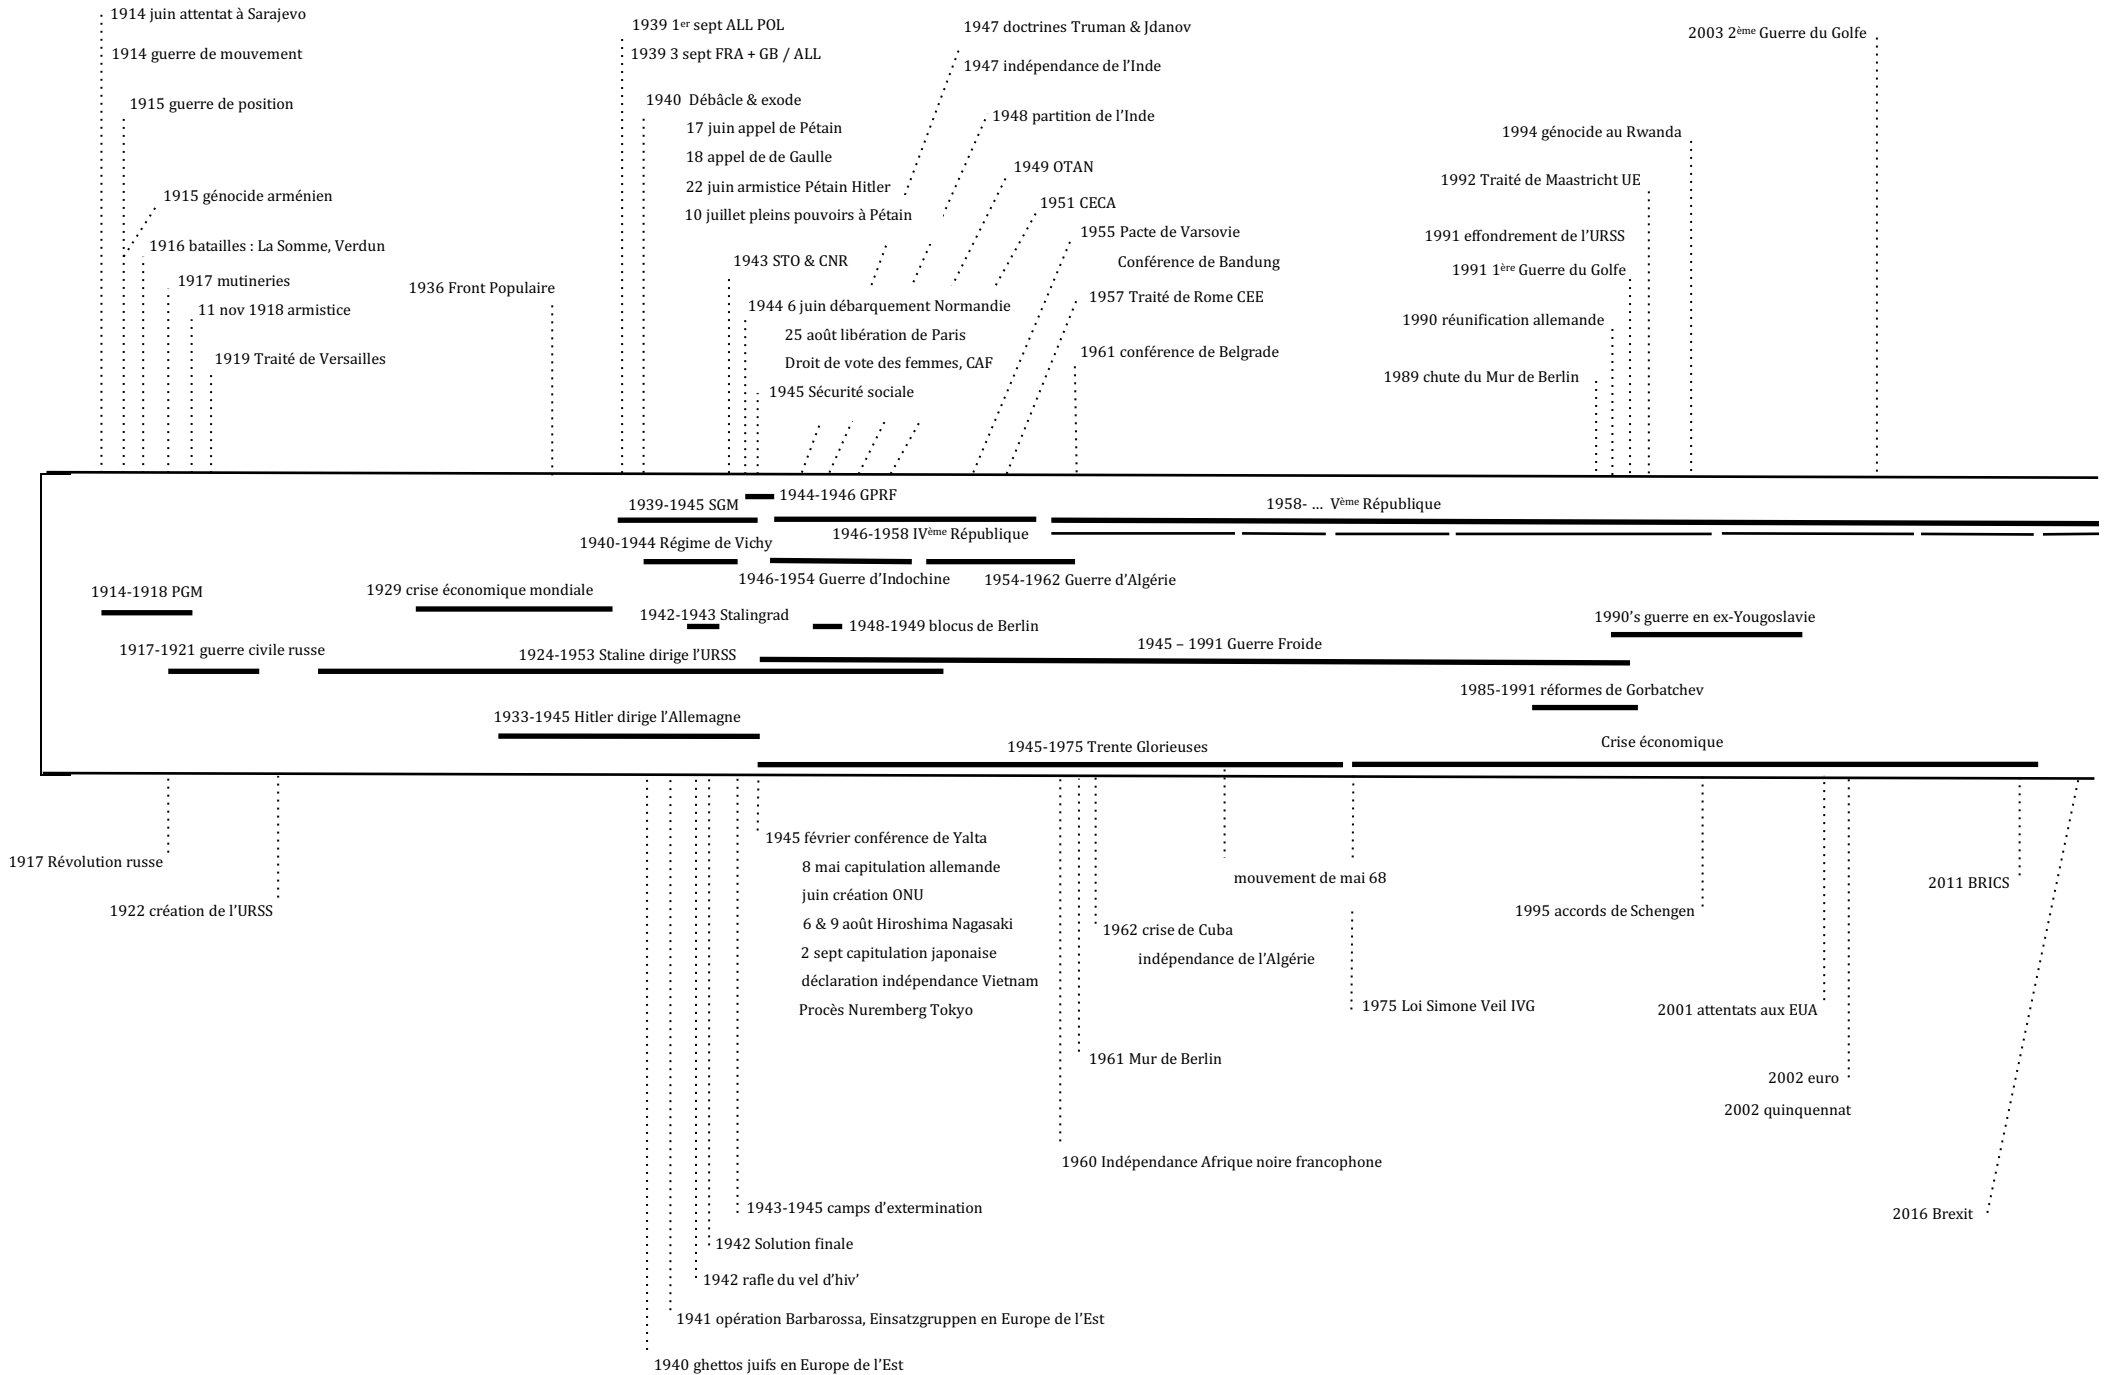 1914 juin attentat à Sarajevo
1914 guerre de mouvement
1915 guerre de position
1915 génocide arménien
1916 batailles : La Somme, Verdun
1917 mutineries
11 nov 1918 armistice
1919 Traité de Versailles
1936 Front Populaire
1939 1er sept ALL POL
1939 3 sept FRA + GB / ALL
1940 Débâcle & exode
17 juin appel de Pétain
18 appel de de Gaulle
22 juin armistice Pétain Hitler
10 juillet pleins pouvoirs à Pétain
1943 STO & CNR
1944 6 juin débarquement Normandie
25 août libération de Paris
Droit de vote des femmes, CAF
1945 Sécurité sociale
1947 doctrines Truman & Jdanov
1947 indépendance de l’Inde
1948 partition de l’Inde
1949 OTAN
1951 CECA
1955 Pacte de Varsovie
Conférence de Bandung
1957 Traité de Rome CEE
1961 conférence de Belgrade
2003 2ème Guerre du Golfe
1994 génocide au Rwanda
1992 Traité de Maastricht UE
1991 effondrement de l’URSS
1991 1ère Guerre du Golfe
1990 réunification allemande
1989 chute du Mur de Berlin
1944-1946 GPRF
1939-1945 SGM
1958- ... Vème République
1946-1958 IVème République
1940-1944 Régime de Vichy
1946-1954 Guerre d’Indochine
1954-1962 Guerre d’Algérie
1914-1918 PGM
1929 crise économique mondiale
1942-1943 Stalingrad
1948-1949 blocus de Berlin
1990’s guerre en ex-Yougoslavie
1917-1921 guerre civile russe
1924-1953 Staline dirige l’URSS
1945 – 1991 Guerre Froide
1985-1991 réformes de Gorbatchev
1933-1945 Hitler dirige l’Allemagne
1945-1975 Trente Glorieuses
Crise économique
1917 Révolution russe
1922 création de l’URSS
1945 février conférence de Yalta
8 mai capitulation allemande
juin création ONU
6 & 9 août Hiroshima Nagasaki
2 sept capitulation japonaise
déclaration indépendance Vietnam
Procès Nuremberg Tokyo
mouvement de mai 68
1962 crise de Cuba
indépendance de l’Algérie
1975 Loi Simone Veil IVG
1961 Mur de Berlin
1960 Indépendance Afrique noire francophone
1995 accords de Schengen
2011 BRICS
2001 attentats aux EUA
2002 euro
2002 quinquennat
2016 Brexit
1943-1945 camps d’extermination
1942 Solution finale
1942 rafle du vel d’hiv’
1941 opération Barbarossa, Einsatzgruppen en Europe de l’Est
1940 ghettos juifs en Europe de l’Est